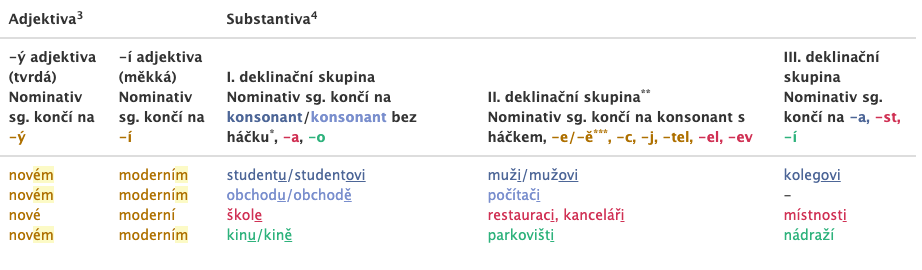 Adjektiva3 Substantiva4
-ý adjektiva -í adjektiva III. deklinační
(tvrdá) (měkká) I. deklinační skupina skupina
Nominativ Nominativ Nominativ sg. končí na II. deklinační skupina** Nominativ sg.
sg. končí na sg. končí na konsonant/konsonant bez Nominativ sg. končí na konsonant s končí na -a, -st,
-ý -í háčku*, -a, -o háčkem, -e/-ě***, -c, -j, -tel, -el, -ev -í
novém moderním studentu/studentovi muži/mužovi kolegovi
novém moderním obchodu/obchodě počítači –
nové moderní škole restauraci, kanceláři místnosti
novém moderním kinu/kině parkovišti nádraží